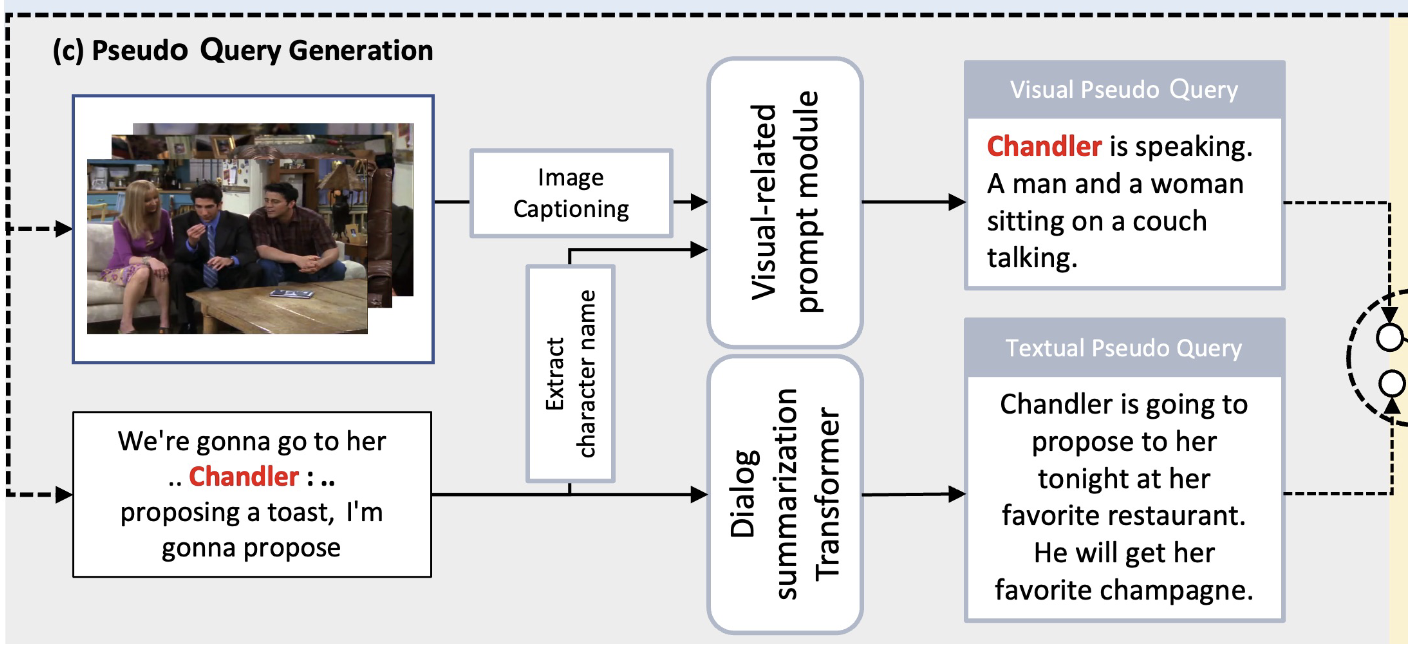 (c) Pseudo Query Generation
Image
Captioning
Extract
character name
Visual-related
prompt module
Visual Pseudo Query
Chandler is speaking.
A man and a woman
sitting on a couch
talking.
We're gonna go to her
.. Chandler : ..
proposing a toast, I'm
gonna propose
Dialog
summarization
Transformer
Textual Pseudo Query
Chandler is going to
propose to her
tonight at her
favorite restaurant.
He will get her
favorite champagne.